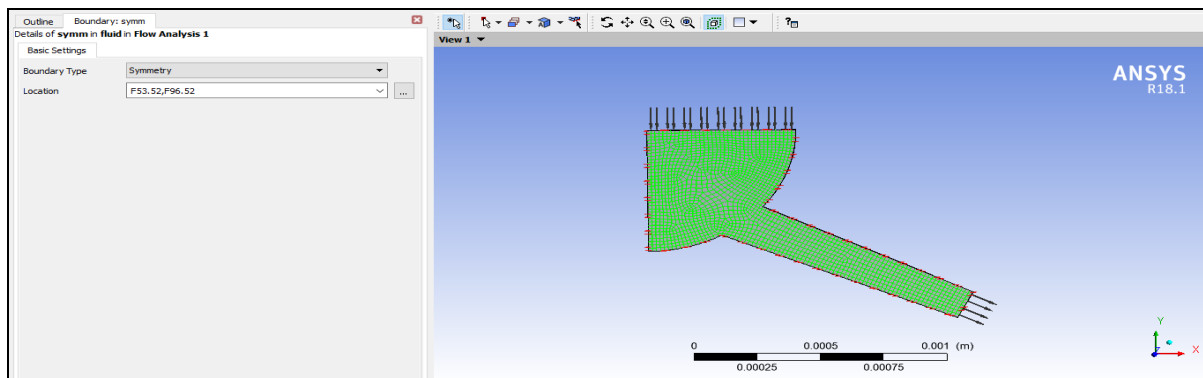 Outline Boundary: symm
Details of symm in fluid in Flow Analysis 1
Basic Settings
Boundary Type Symmetry
Location F53.52,F96.52 ...
View 1
ANSYS
R18.1
0 0.0005 0.001 (m)
0.00025 0.00075
Y
X
Z